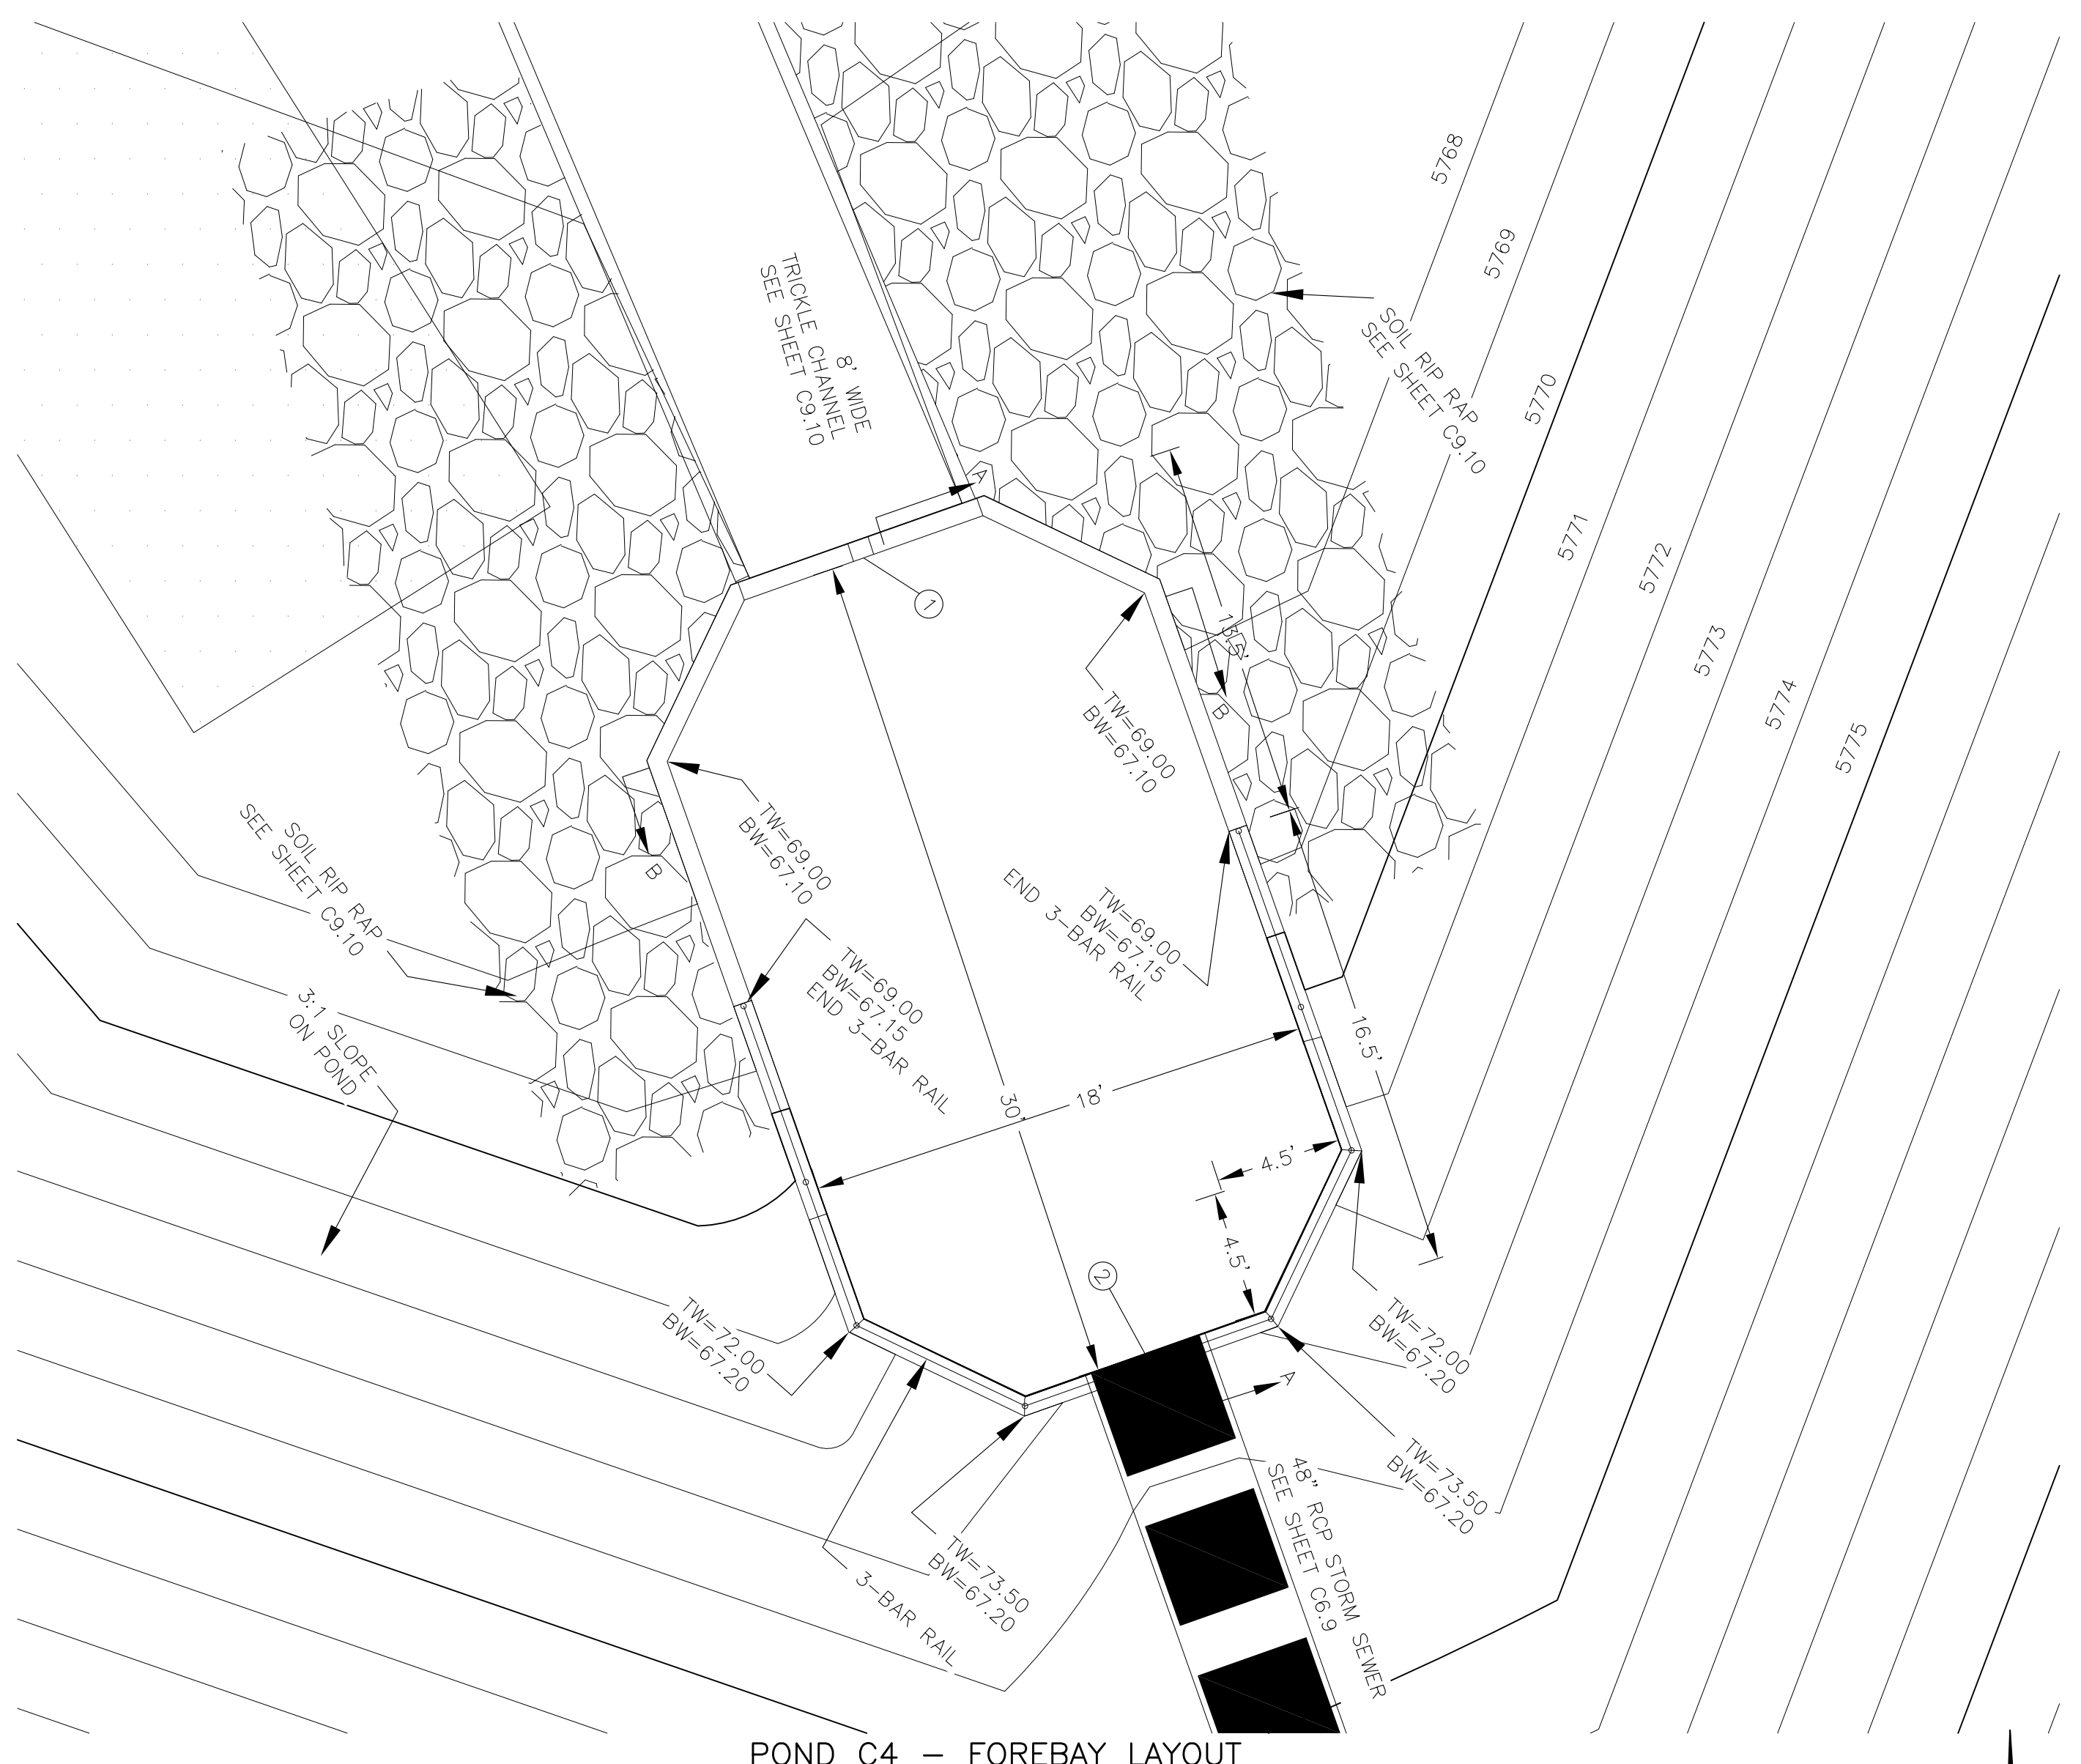 5768
5769
5770
5771
5772
5773
5774
5775
8' WIDE
TRICKLE CHANNEL
SEE SHEET C9.10
SOIL RIP RAP
SEE SHEET C9.10
A
1
13.5'
B
TW=69.00
BW=67.10
TW=69.00
BW=67.10
B
TW=69.00
BW=67.15
END 3-BAR RAIL
TW=69.00
BW=67.15
END 3-BAR RAIL
SOIL RIP RAP
SEE SHEET C9.10
3:1 SLOPE
ON POND
16.5'
30'
18'
4.5'
4.5'
2
TW=72.00
BW=67.20
TW=72.00
BW=67.20
A
TW=73.50
BW=67.20
TW=73.50
BW=67.20
3-BAR RAIL
48" RCP STORM SEWER
SEE SHEET C6.9
POND C4 - FOREBAY LAYOUT